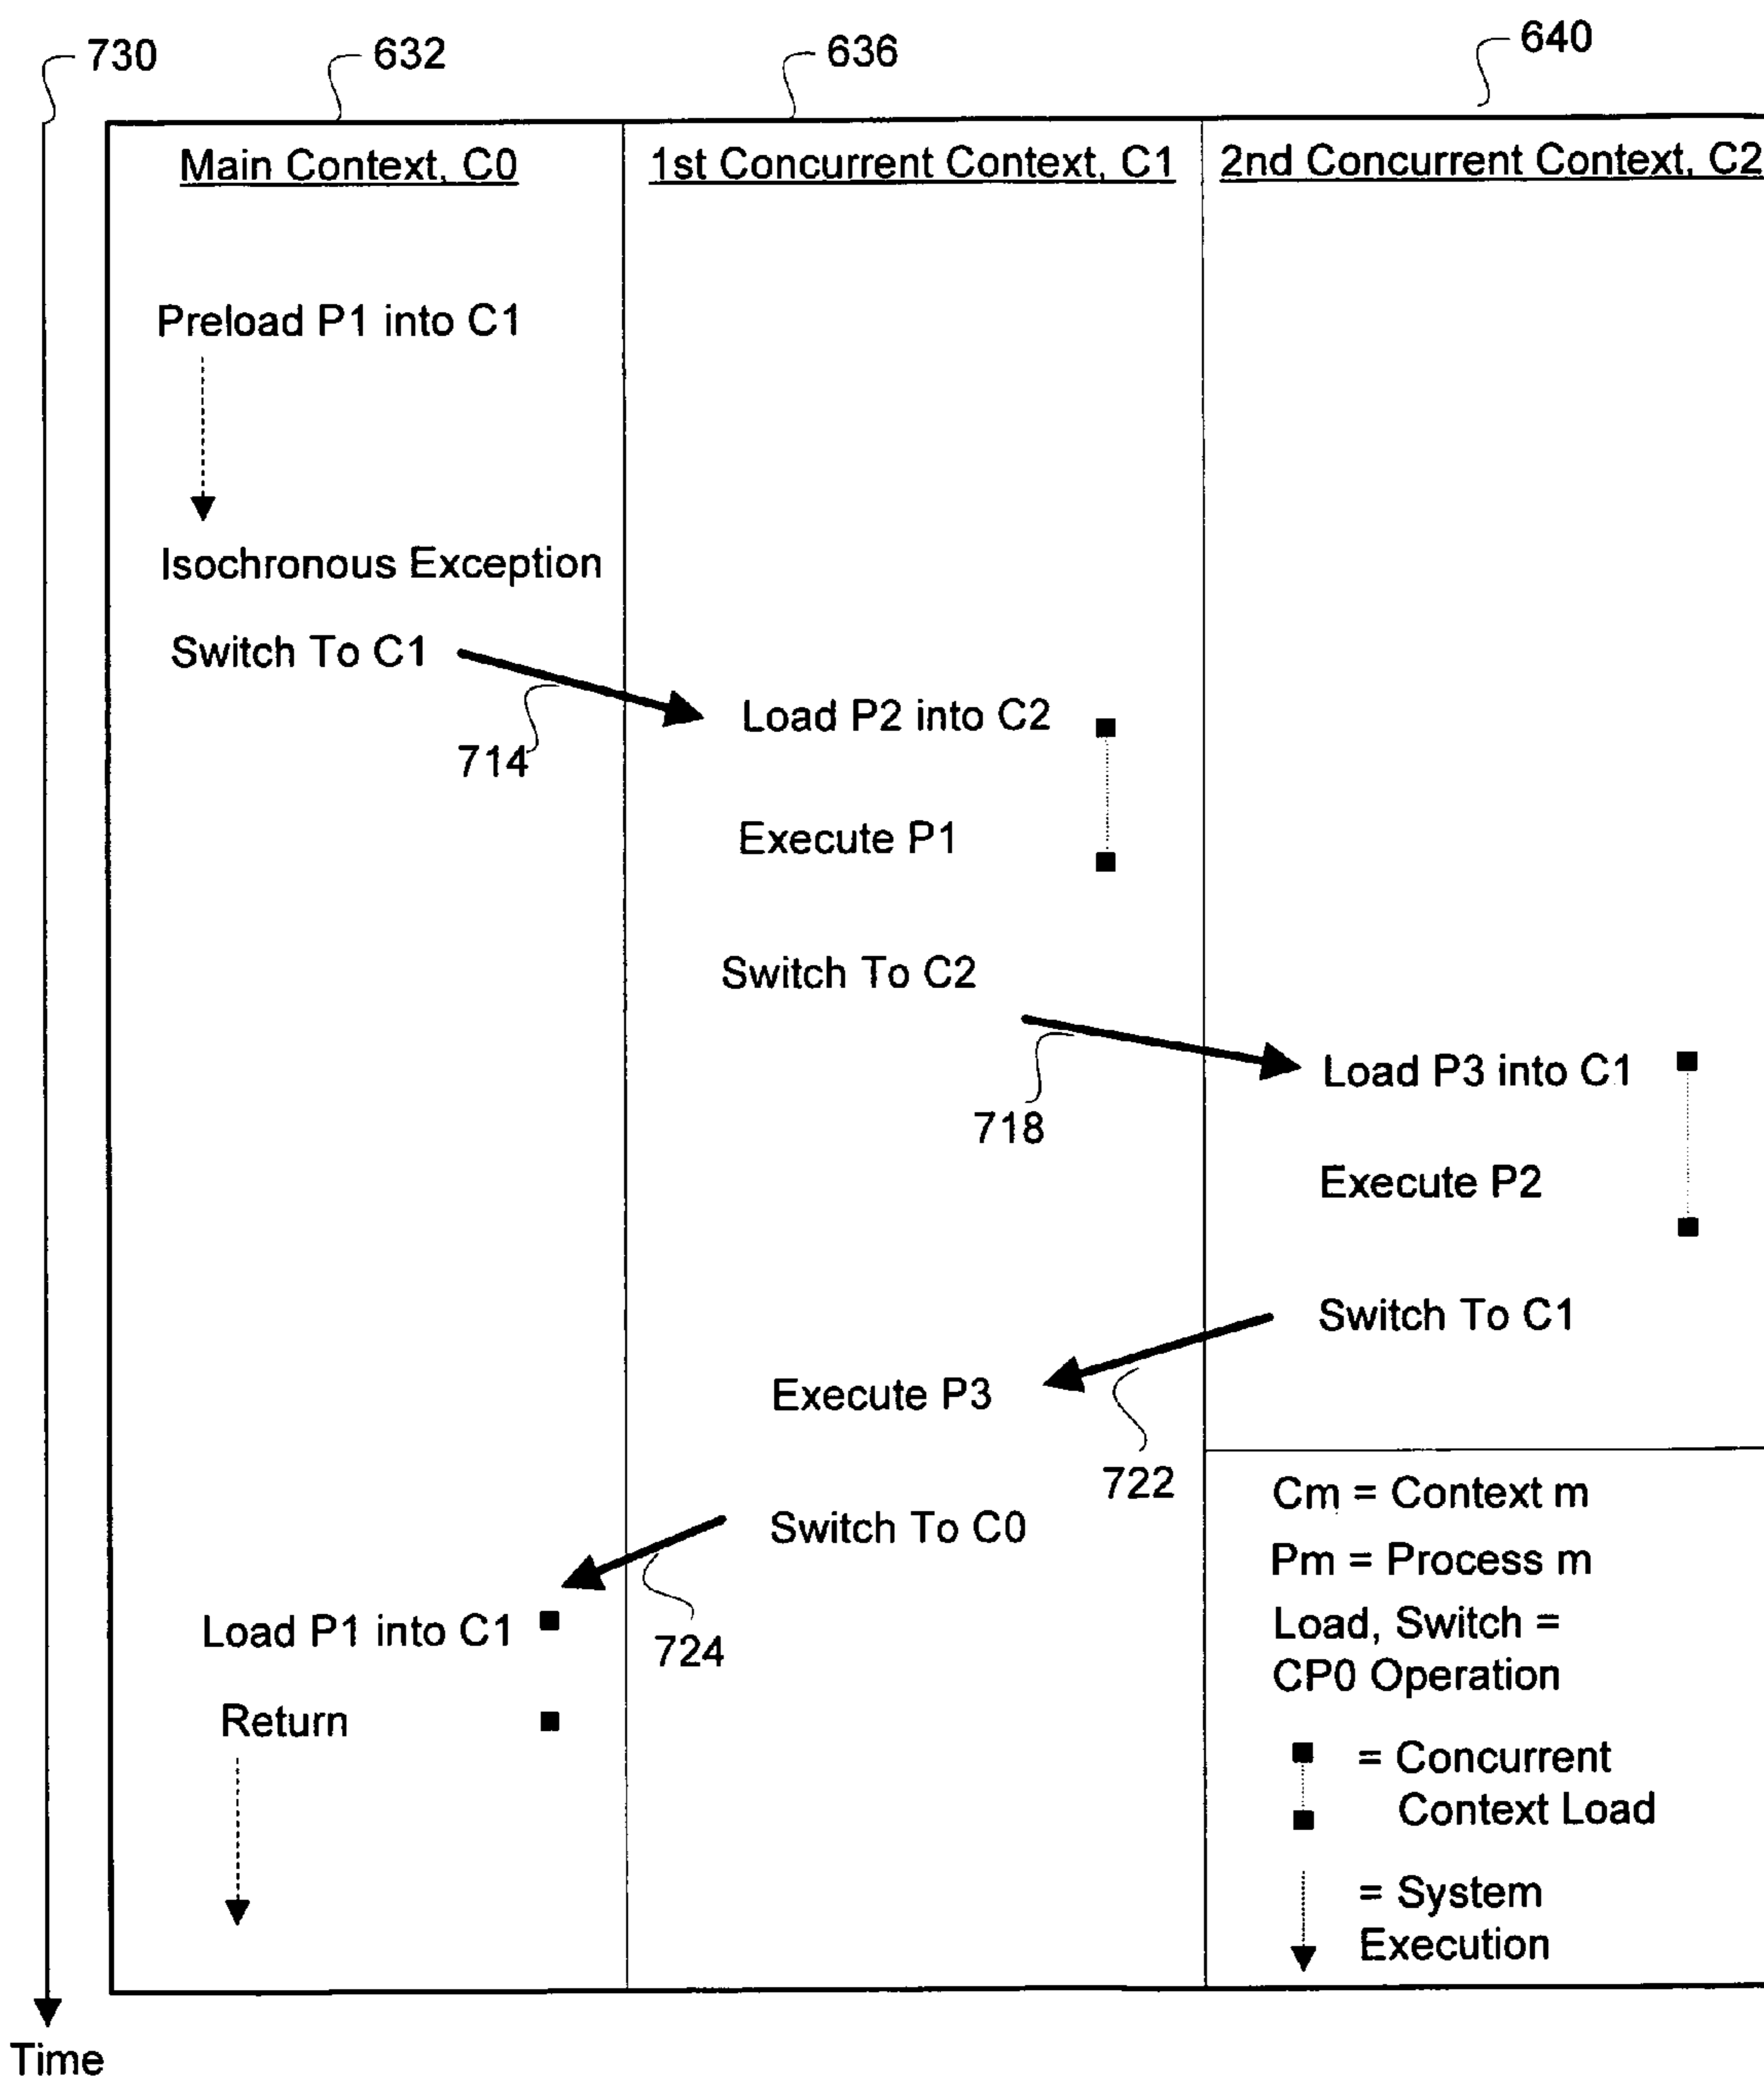 730
632
636
640
Main Context, C0
1st Concurrent Context, C1
2nd Concurrent Context, C2
Preload P1 into C1
Isochronous Exception
Switch To C1
714
Load P2 into C2
Execute P1
Switch To C2
718
Load P3 into C1
Execute P2
Switch To C1
722
Execute P3
Switch To C0
724
Load P1 into C1
Return
Cm = Context m
Pm = Process m
Load, Switch =
CP0 Operation
= Concurrent
Context Load
= System
Execution
Time